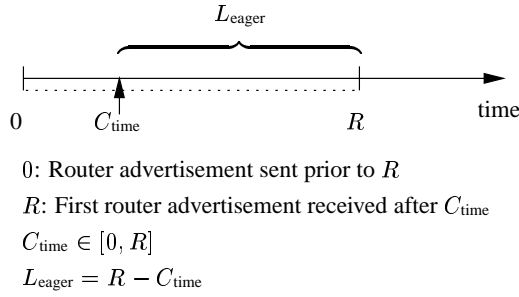 L_eager
0 C_time R time
0: Router advertisement sent prior to R
R: First router advertisement received after C_time
C_time ∈ [0, R]
L_eager = R − C_time